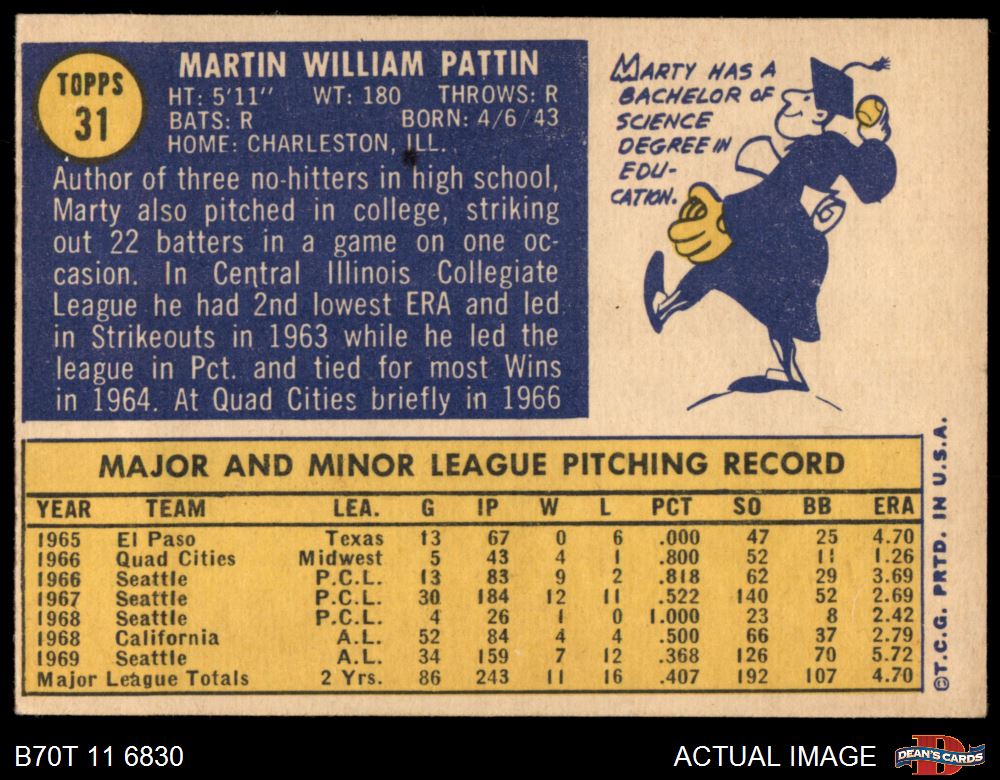 TOPPS
31
MARTIN WILLIAM PATTIN
HT: 5'11" WT: 180 THROWS: R
BATS: R BORN: 4/6/43
HOME: CHARLESTON, ILL.
Author of three no-hitters in high school,
Marty also pitched in college, striking
out 22 batters in a game on one oc-
casion. In Central Illinois Collegiate
League he had 2nd lowest ERA and led
in Strikeouts in 1963 while he led the
league in Pct. and tied for most Wins
in 1964. At Quad Cities briefly in 1966
MARTY HAS A
BACHELOR OF
SCIENCE
DEGREE IN
EDU-
CATION.
MAJOR AND MINOR LEAGUE PITCHING RECORD
YEAR TEAM LEA. G IP W L PCT SO BB ERA
1965 El Paso Texas 13 67 0 6 .000 47 25 4.70
1966 Quad Cities Midwest 5 43 4 1 .800 52 11 1.26
1966 Seattle P.C.L. 13 83 9 2 .818 62 29 3.69
1967 Seattle P.C.L. 30 184 12 11 .522 140 52 2.69
1968 Seattle P.C.L. 4 26 1 0 1.000 23 8 2.42
1968 California A.L. 52 84 4 4 .500 66 37 2.79
1969 Seattle A.L. 34 159 7 12 .368 126 70 5.72
Major League Totals 2 Yrs. 86 243 11 16 .407 192 107 4.70
©T.C.G. PRTD. IN U.S.A.
B70T 11 6830
ACTUAL IMAGE
D
DEAN'S CARDS